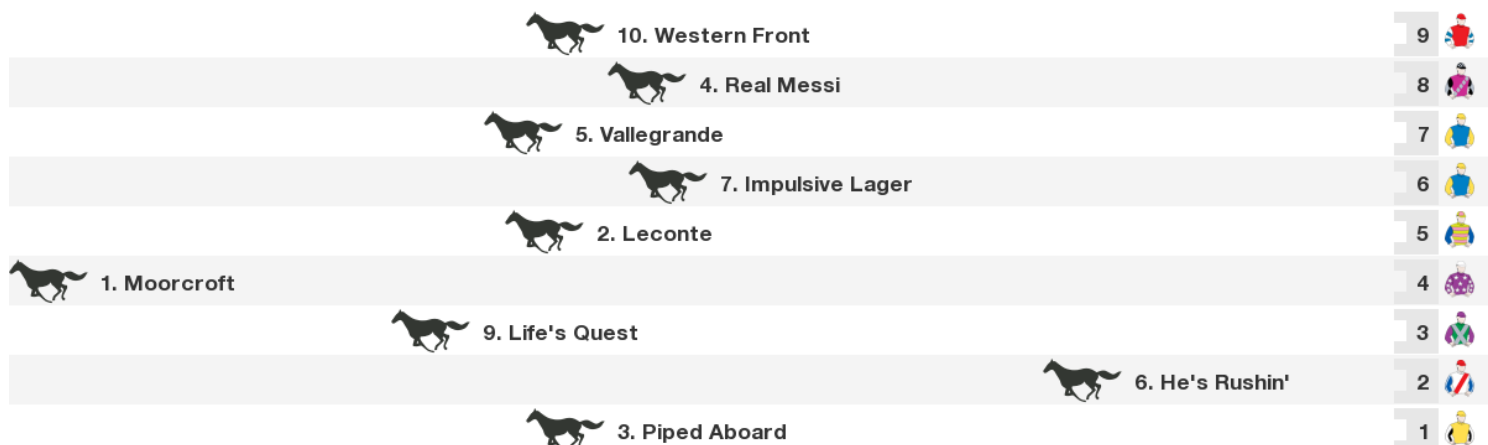 10. Western Front 9
4. Real Messi 8
5. Vallegrande 7
7. Impulsive Lager 6
2. Leconte 5
1. Moorcroft 4
9. Life's Quest 3
6. He's Rushin' 2
3. Piped Aboard 1